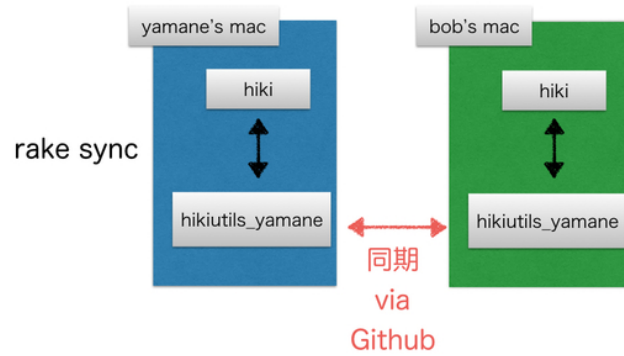 yamane's mac
bob's mac
hiki
hiki
rake sync
hikiutils_yamane
hikiutils_yamane
同期
via
Github